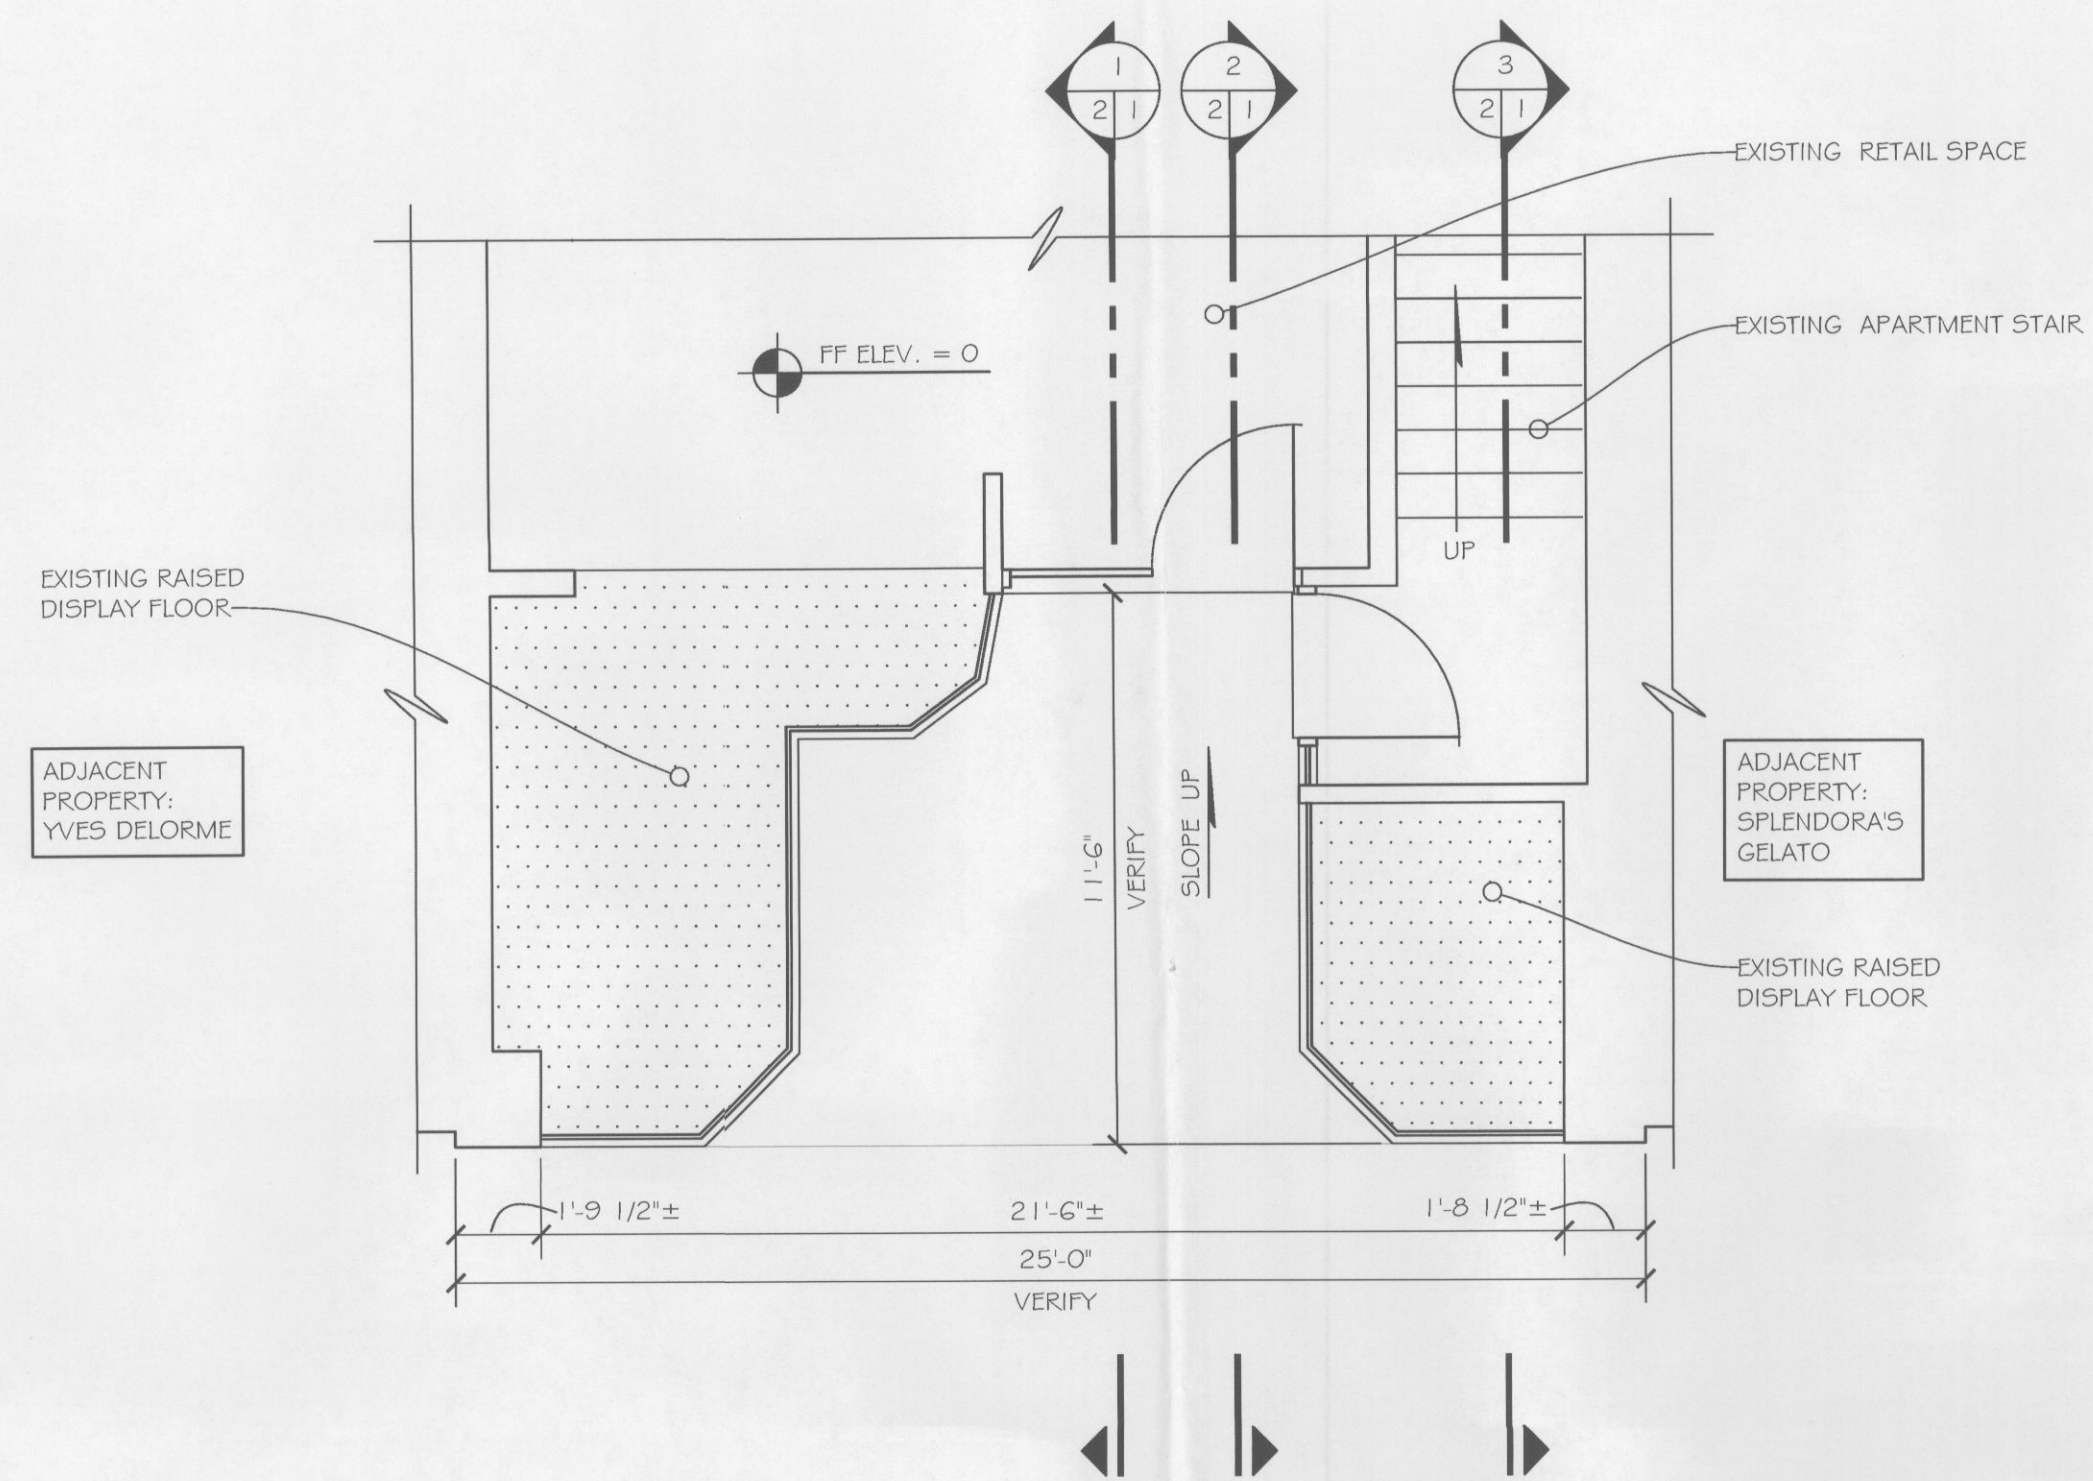 1
2 1
2
2 1
3
2 1
EXISTING RETAIL SPACE
EXISTING APARTMENT STAIR
FF ELEV. = 0
UP
EXISTING RAISED
DISPLAY FLOOR
ADJACENT
PROPERTY:
YVES DELORME
11'-6"
VERIFY
SLOPE UP
ADJACENT
PROPERTY:
SPLENDORA'S
GELATO
EXISTING RAISED
DISPLAY FLOOR
1'-9 1/2"±
21'-6"±
1'-8 1/2"±
25'-0"
VERIFY